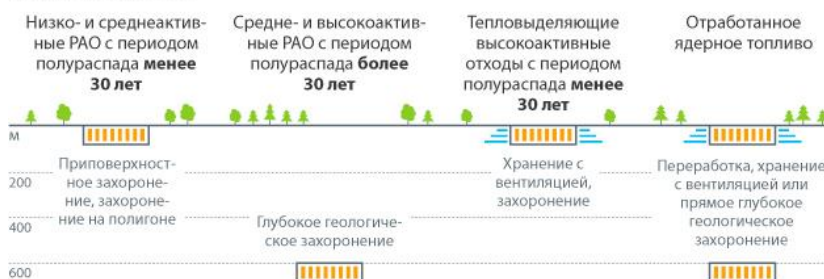 Низко- и среднеактив-
ные РАО с периодом
полураспада менее
30 лет
Средне- и высокоактив-
ные РАО с периодом
полураспада более
30 лет
Тепловыделяющие
высокоактивные
отходы с периодом
полураспада менее
30 лет
Отработанное
ядерное топливо
м
Приповерхност-
ное захороне-
ние, захороне-
ние на полигоне
Хранение с
вентиляцией,
захоронение
Переработка, хранение
с вентиляцией или
прямое глубокое
геологическое
захоронение
200
Глубокое геологиче-
ское захоронение
400
600